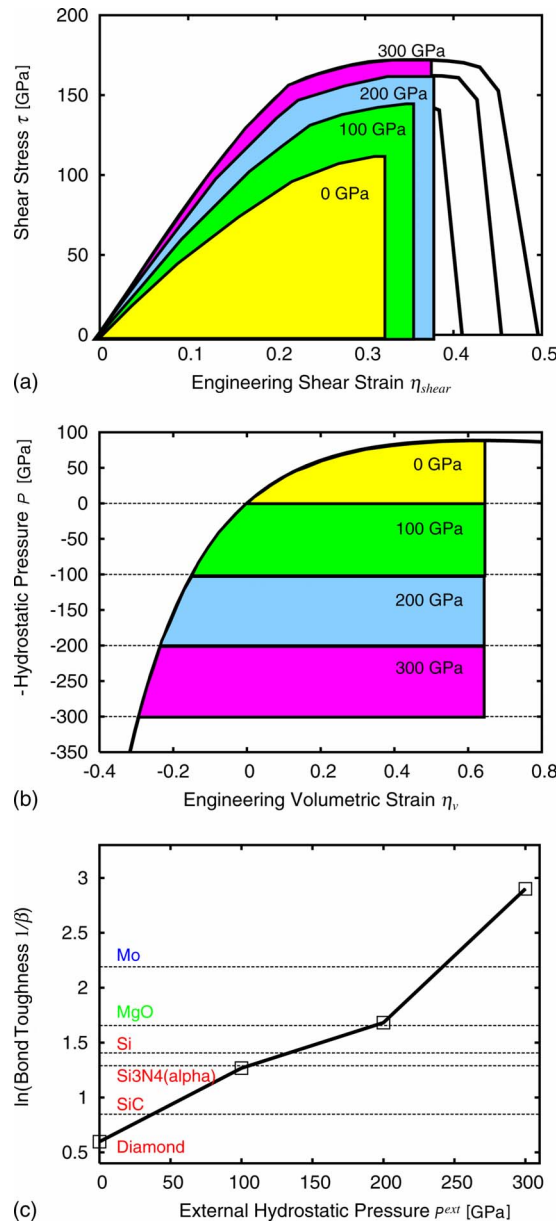 200
150
100
50
0
Shear Stress τ [GPa]
300 GPa
200 GPa
100 GPa
0 GPa
0 0.1 0.2 0.3 0.4 0.5
(a) Engineering Shear Strain ηshear
100
50
0
-50
-100
-150
-200
-250
-300
-350
-Hydrostatic Pressure P [GPa]
0 GPa
100 GPa
200 GPa
300 GPa
-0.4 -0.2 0 0.2 0.4 0.6 0.8
(b) Engineering Volumetric Strain ηv
3
2.5
2
1.5
1
0.5
ln(Bond Toughness 1/β)
Mo
MgO
Si
Si3N4(alpha)
SiC
Diamond
0 50 100 150 200 250 300
(c) External Hydrostatic Pressure Pext [GPa]